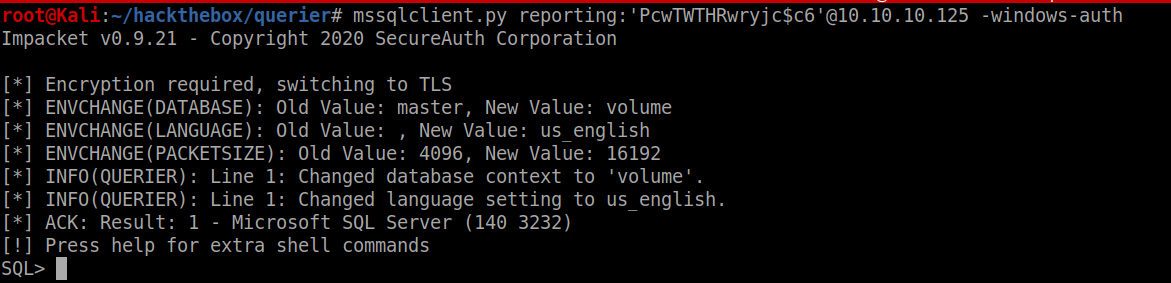 root@Kali:~/hackthebox/querier# mssqlclient.py reporting:'PcwTWTHRwryjc$c6'@10.10.10.125 -windows-auth
Impacket v0.9.21 - Copyright 2020 SecureAuth Corporation
[*] Encryption required, switching to TLS
[*] ENVCHANGE(DATABASE): Old Value: master, New Value: volume
[*] ENVCHANGE(LANGUAGE): Old Value: , New Value: us_english
[*] ENVCHANGE(PACKETSIZE): Old Value: 4096, New Value: 16192
[*] INFO(QUERIER): Line 1: Changed database context to 'volume'.
[*] INFO(QUERIER): Line 1: Changed language setting to us_english.
[*] ACK: Result: 1 - Microsoft SQL Server (140 3232)
[!] Press help for extra shell commands
SQL>